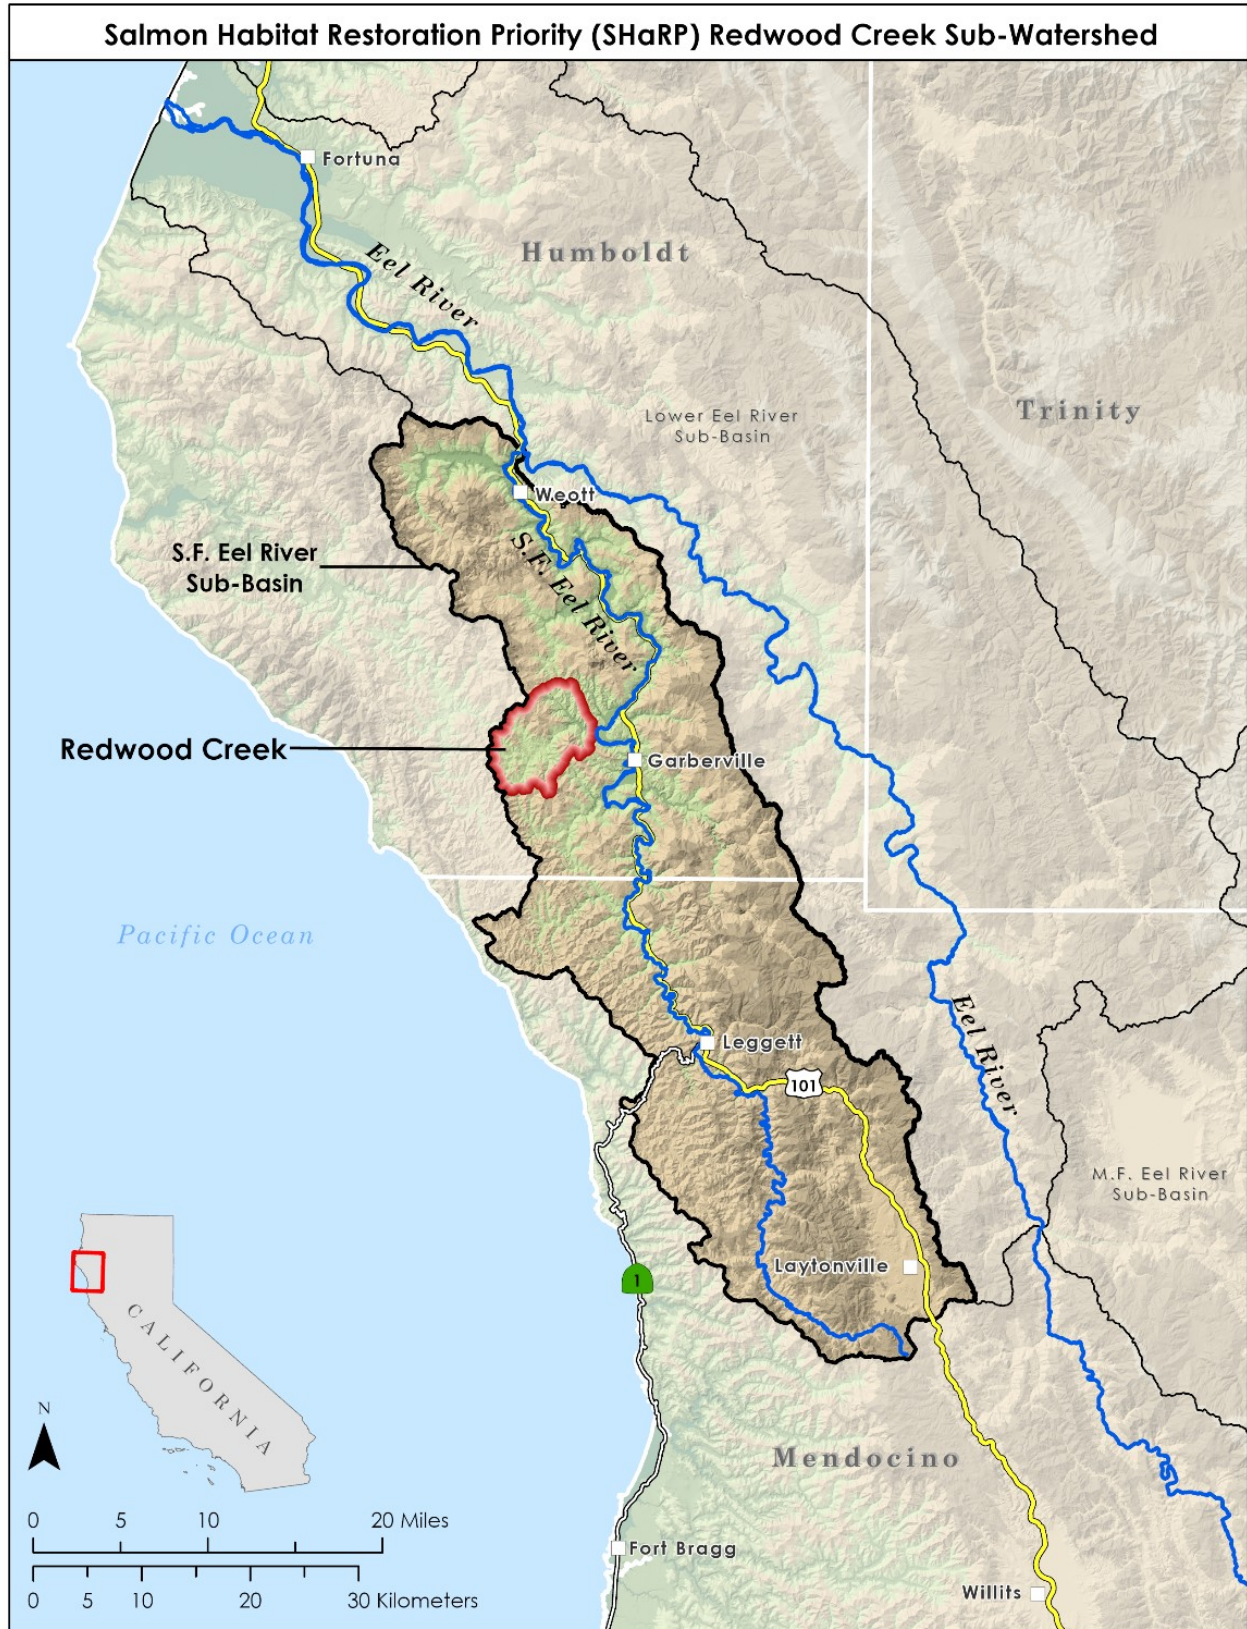 Salmon Habitat Restoration Priority (SHaRP) Redwood Creek Sub-Watershed
Fortuna
Eel River
Humboldt
Trinity
Lower Eel River
Sub-Basin
Weott
S.F. Eel River
Sub-Basin
S.F. Eel River
Redwood Creek
Garberville
Pacific Ocean
Eel River
Leggett
101
M.F. Eel River
Sub-Basin
Laytonville
1
CALIFORNIA
N
Mendocino
0 5 10 20 Miles
0 5 10 20 30 Kilometers
Fort Bragg
Willits